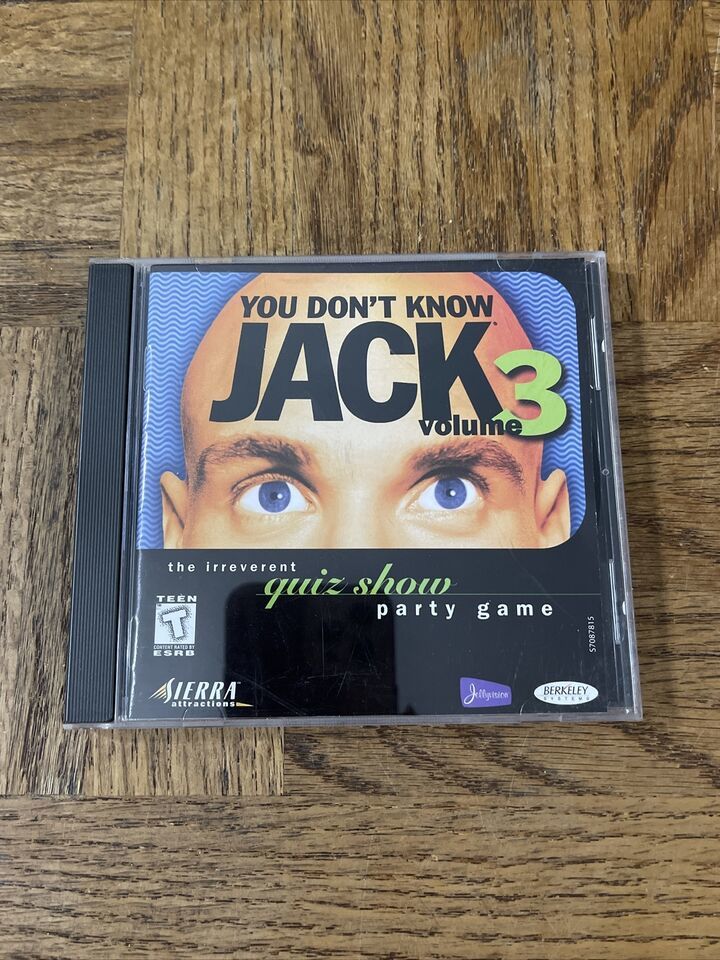 YOU DON'T KNOW
JACK
volume 3
the irreverent
quiz show
party game
TEEN
T
CONTENT RATED BY
ESRB
SIERRA
attractions
Jellyvision
BERKELEY
SYSTEMS
S7087815